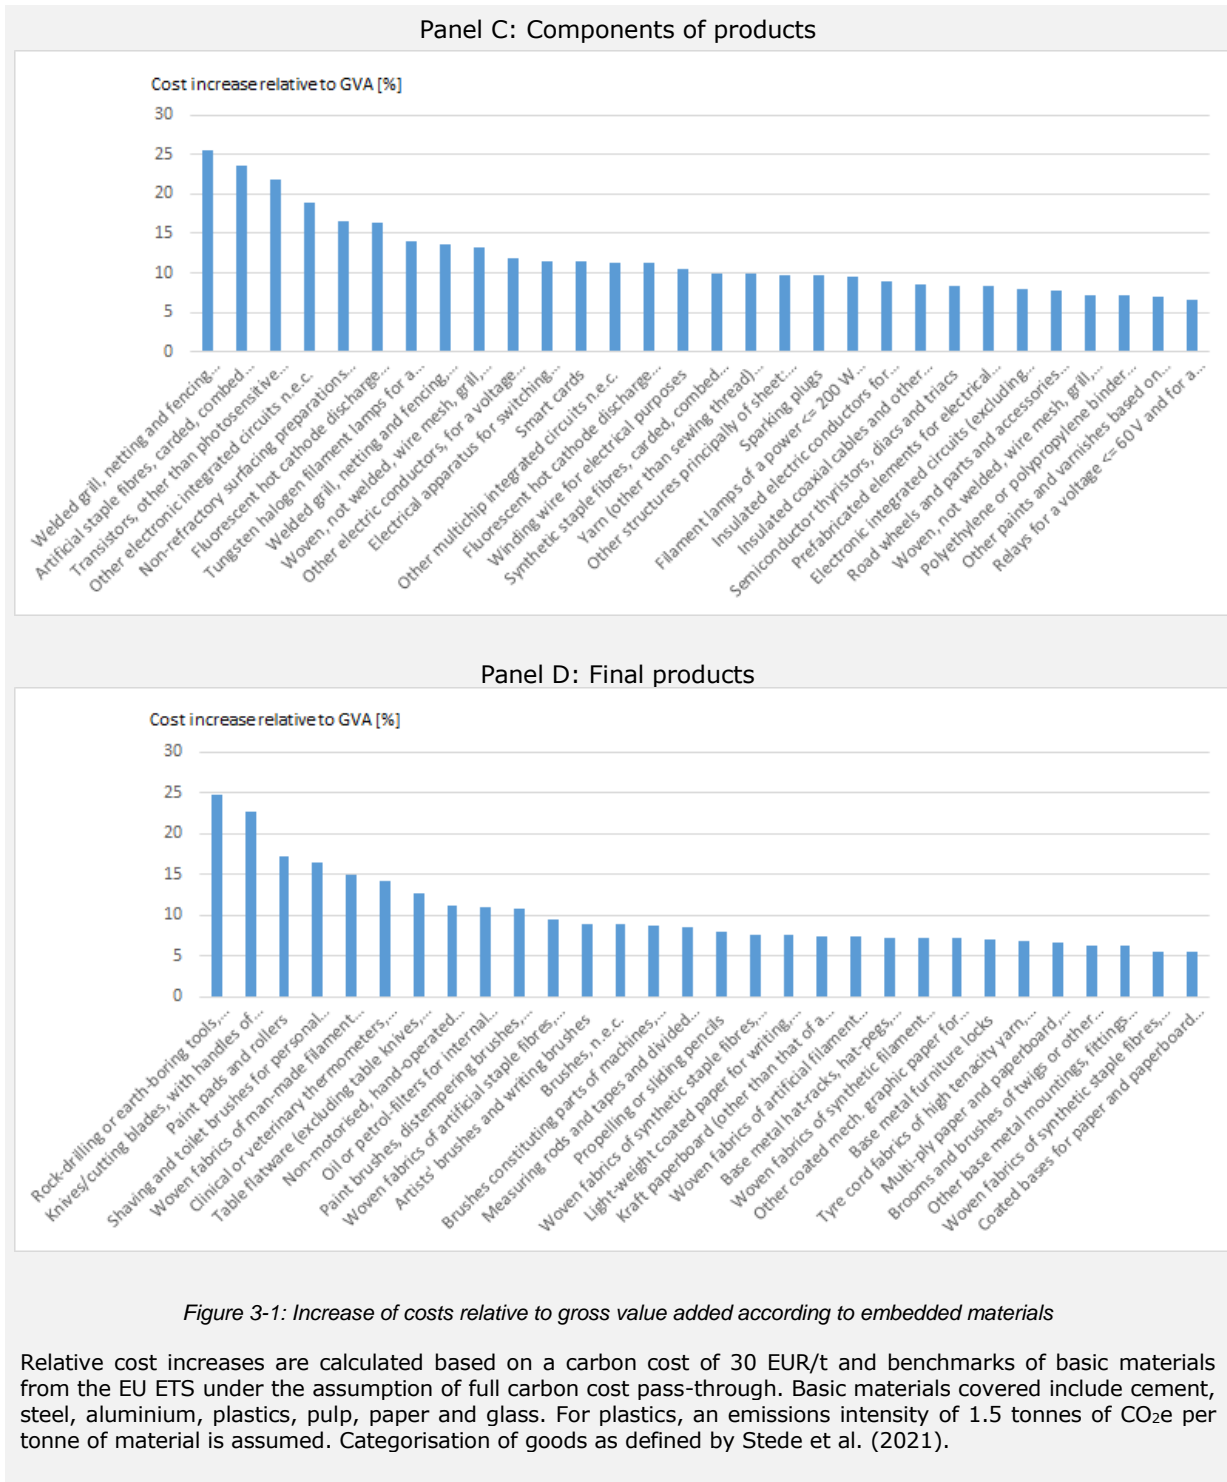 Panel C: Components of products
Cost increase relative to GVA [%]
30
25
20
15
10
5
0
Welded grill, netting and fencing...
Artificial staple fibres, carded, combed...
Transistors, other than photosensitive...
Other electronic integrated circuits n.e.c.
Non-refractory surfacing preparations...
Fluorescent hot cathode discharge...
Tungsten halogen filament lamps for a...
Welded grill, netting and fencing,...
Woven, not welded, wire mesh, grill,...
Other electric conductors, for a voltage...
Electrical apparatus for switching...
Smart cards
Other multichip integrated circuits n.e.c.
Fluorescent hot cathode discharge...
Winding wire for electrical purposes
Synthetic staple fibres, carded, combed...
Yarn (other than sewing thread)...
Other structures principally of sheet:...
Sparking plugs
Filament lamps of a power <= 200 W...
Insulated electric conductors for...
Insulated coaxial cables and other...
Semiconductor thyristors, diacs and triacs
Prefabricated elements for electrical...
Electronic integrated circuits (excluding...
Road wheels and parts and accessories...
Woven, not welded, wire mesh, grill,...
Polyethylene or polypropylene binder...
Other paints and varnishes based on...
Relays for a voltage <= 60 V and for a...
Panel D: Final products
Cost increase relative to GVA [%]
30
25
20
15
10
5
0
Rock-drilling or earth-boring tools,...
Knives/cutting blades, with handles of...
Paint pads and rollers
Shaving and toilet brushes for personal...
Woven fabrics of man-made filament...
Clinical or veterinary thermometers,...
Table flatware (excluding table knives,...
Non-motorised, hand-operated...
Oil or petrol-filters for internal...
Paint brushes, distempering brushes,...
Woven fabrics of artificial staple fibres,...
Artists' brushes and writing brushes
Brushes, n.e.c.
Brushes constituting parts of machines,...
Measuring rods and tapes and divided...
Propelling or sliding pencils
Woven fabrics of synthetic staple fibres,...
Light-weight coated paper for writing,...
Kraft paperboard (other than that of a...
Woven fabrics of artificial filament...
Base metal hat-racks, hat-pegs,...
Woven fabrics of synthetic filament...
Other coated mech. graphic paper for...
Base metal furniture locks
Tyre cord fabrics of high tenacity yarn,...
Multi-ply paper and paperboard,...
Brooms and brushes of twigs or other...
Other base metal mountings, fittings...
Woven fabrics of synthetic staple fibres,...
Coated bases for paper and paperboard...
Figure 3-1: Increase of costs relative to gross value added according to embedded materials
Relative cost increases are calculated based on a carbon cost of 30 EUR/t and benchmarks of basic materials
from the EU ETS under the assumption of full carbon cost pass-through. Basic materials covered include cement,
steel, aluminium, plastics, pulp, paper and glass. For plastics, an emissions intensity of 1.5 tonnes of CO₂e per
tonne of material is assumed. Categorisation of goods as defined by Stede et al. (2021).